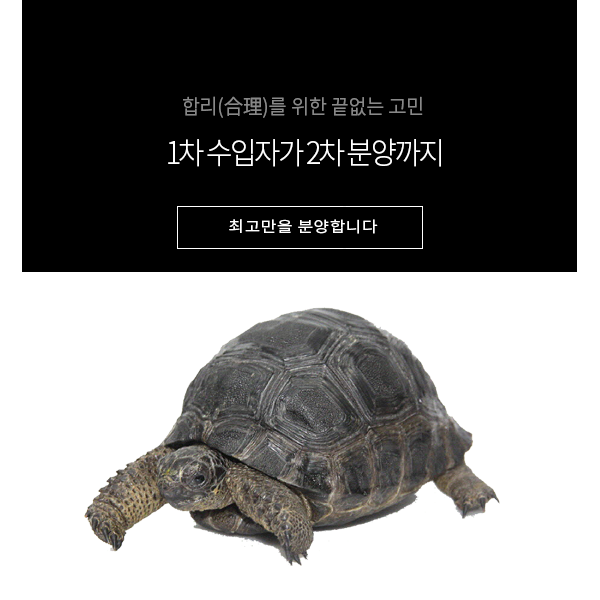 합리(合理)를 위한 끝없는 고민
1차 수입자가 2차 분양까지
최고만을 분양합니다